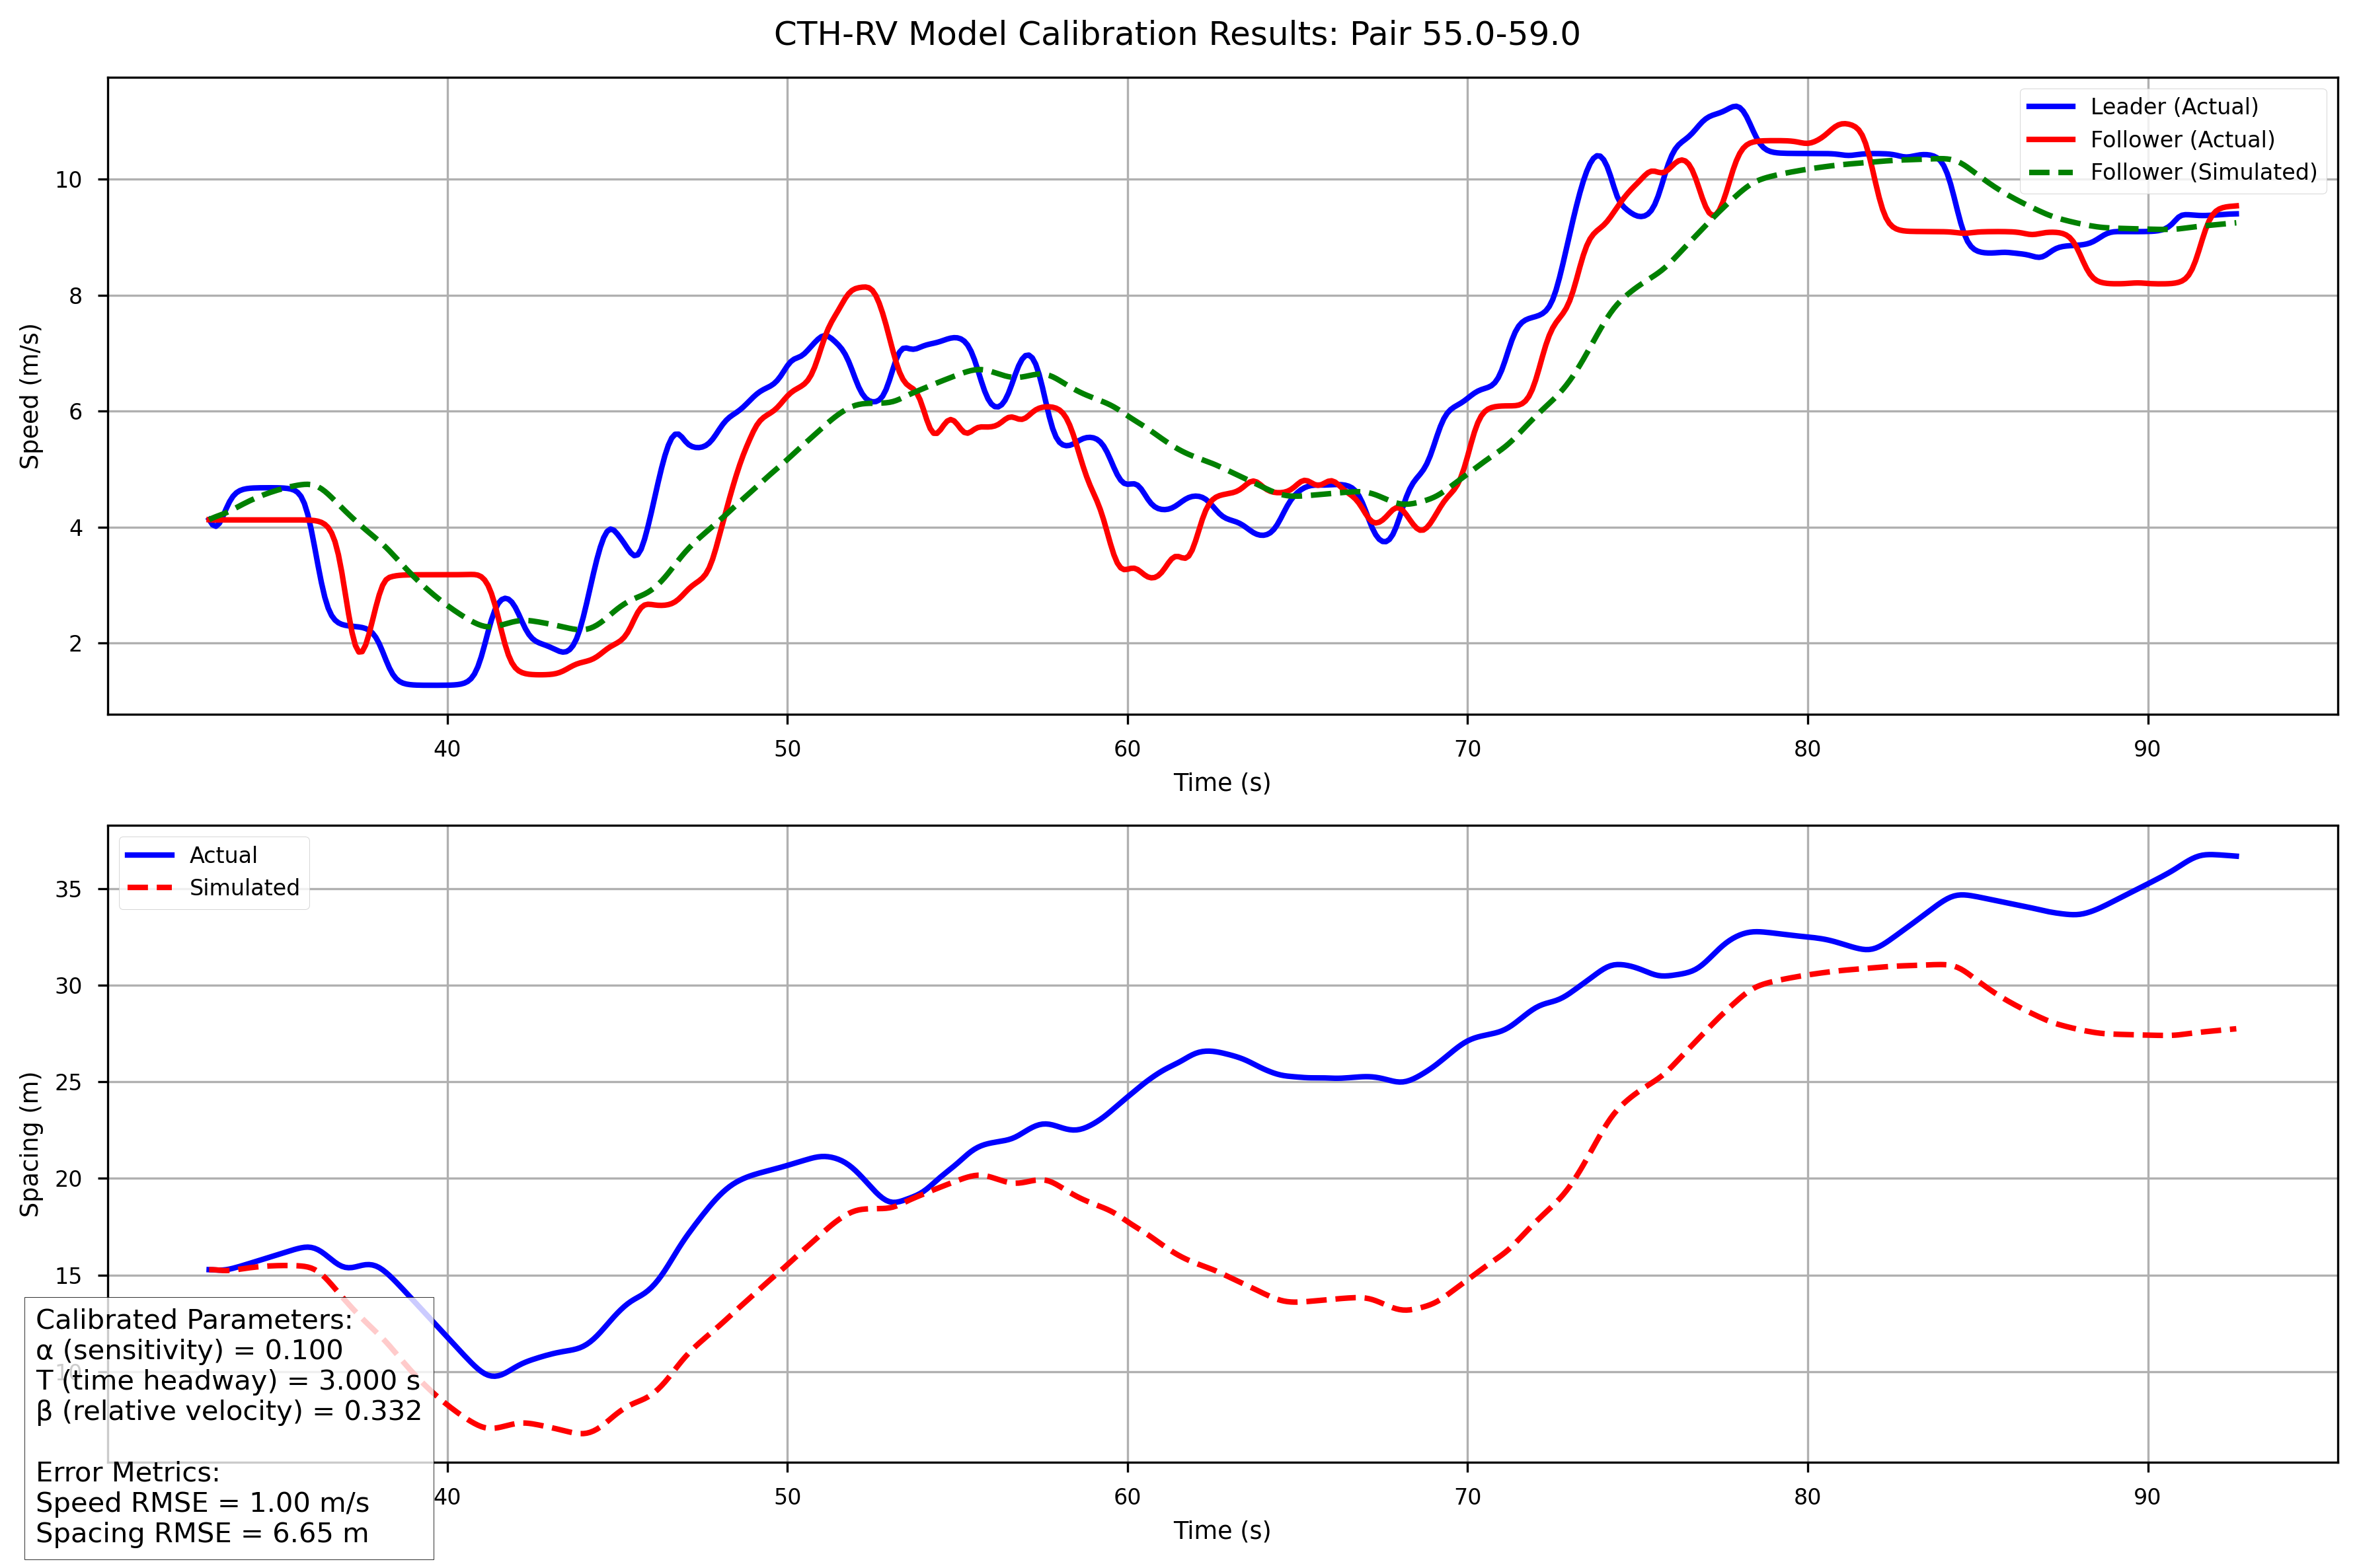 CTH-RV Model Calibration Results: Pair 55.0-59.0
Speed (m/s)
10
8
6
4
2
Leader (Actual)
Follower (Actual)
Follower (Simulated)
40 50 60 70 80 90
Time (s)
Spacing (m)
35
30
25
20
15
10
Actual
Simulated
Calibrated Parameters:
α (sensitivity) = 0.100
T (time headway) = 3.000 s
β (relative velocity) = 0.332
Error Metrics:
Speed RMSE = 1.00 m/s
Spacing RMSE = 6.65 m
40 50 60 70 80 90
Time (s)